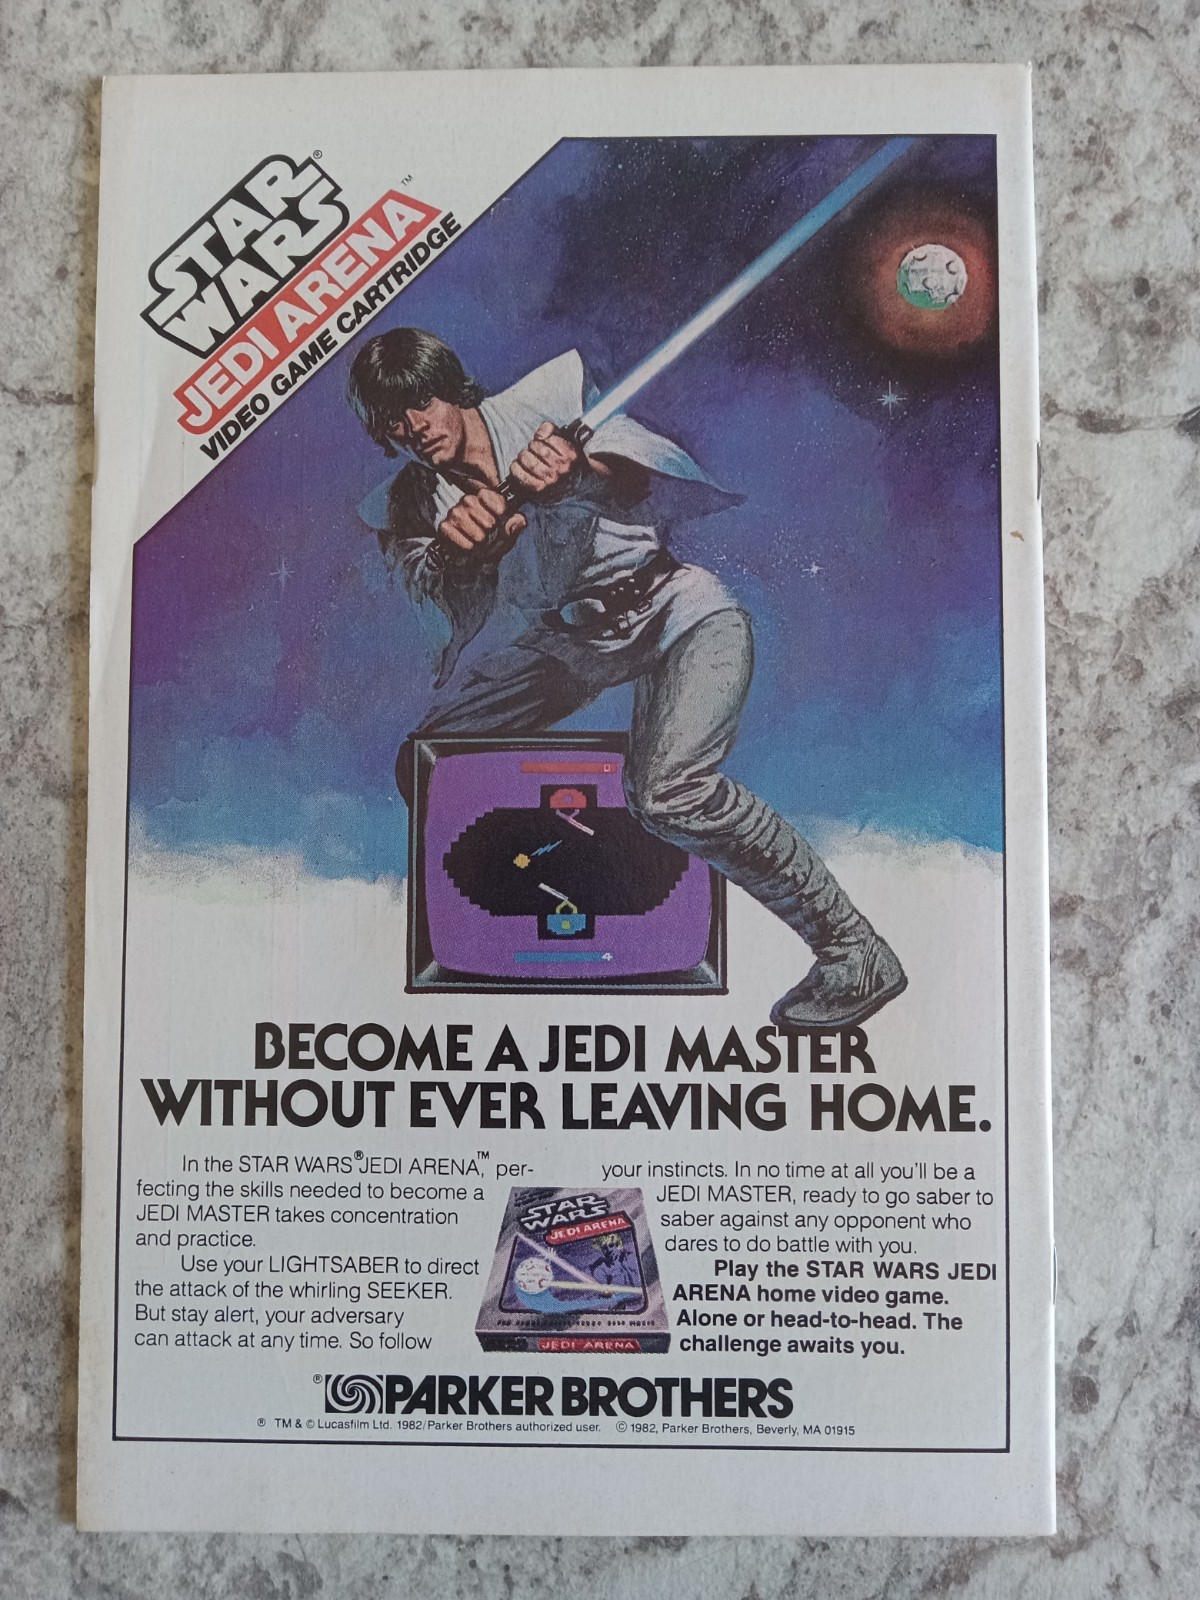 STAR ®
WARS
JEDI ARENA ™
VIDEO GAME CARTRIDGE
0
4
BECOME A JEDI MASTER
WITHOUT EVER LEAVING HOME.
In the STAR WARS® JEDI ARENA,™ per-
fecting the skills needed to become a
JEDI MASTER takes concentration
and practice.
Use your LIGHTSABER to direct
the attack of the whirling SEEKER.
But stay alert, your adversary
can attack at any time. So follow
STAR
WARS
JEDI ARENA
JEDI ARENA
your instincts. In no time at all you'll be a
JEDI MASTER, ready to go saber to
saber against any opponent who
dares to do battle with you.
Play the STAR WARS JEDI
ARENA home video game.
Alone or head-to-head. The
challenge awaits you.
® PARKER BROTHERS
® TM & © Lucasfilm Ltd. 1982/Parker Brothers authorized user. © 1982, Parker Brothers, Beverly, MA 01915